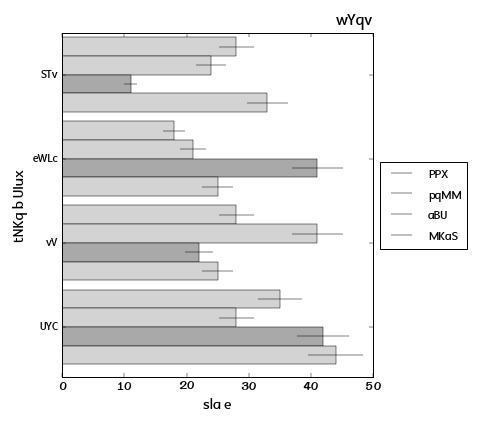 wYqv
STv
eWLc
vV
UYC
tNKq b Ulux
0 10 20 30 40 50
sla e
PPX
pqMM
aBU
MKaS